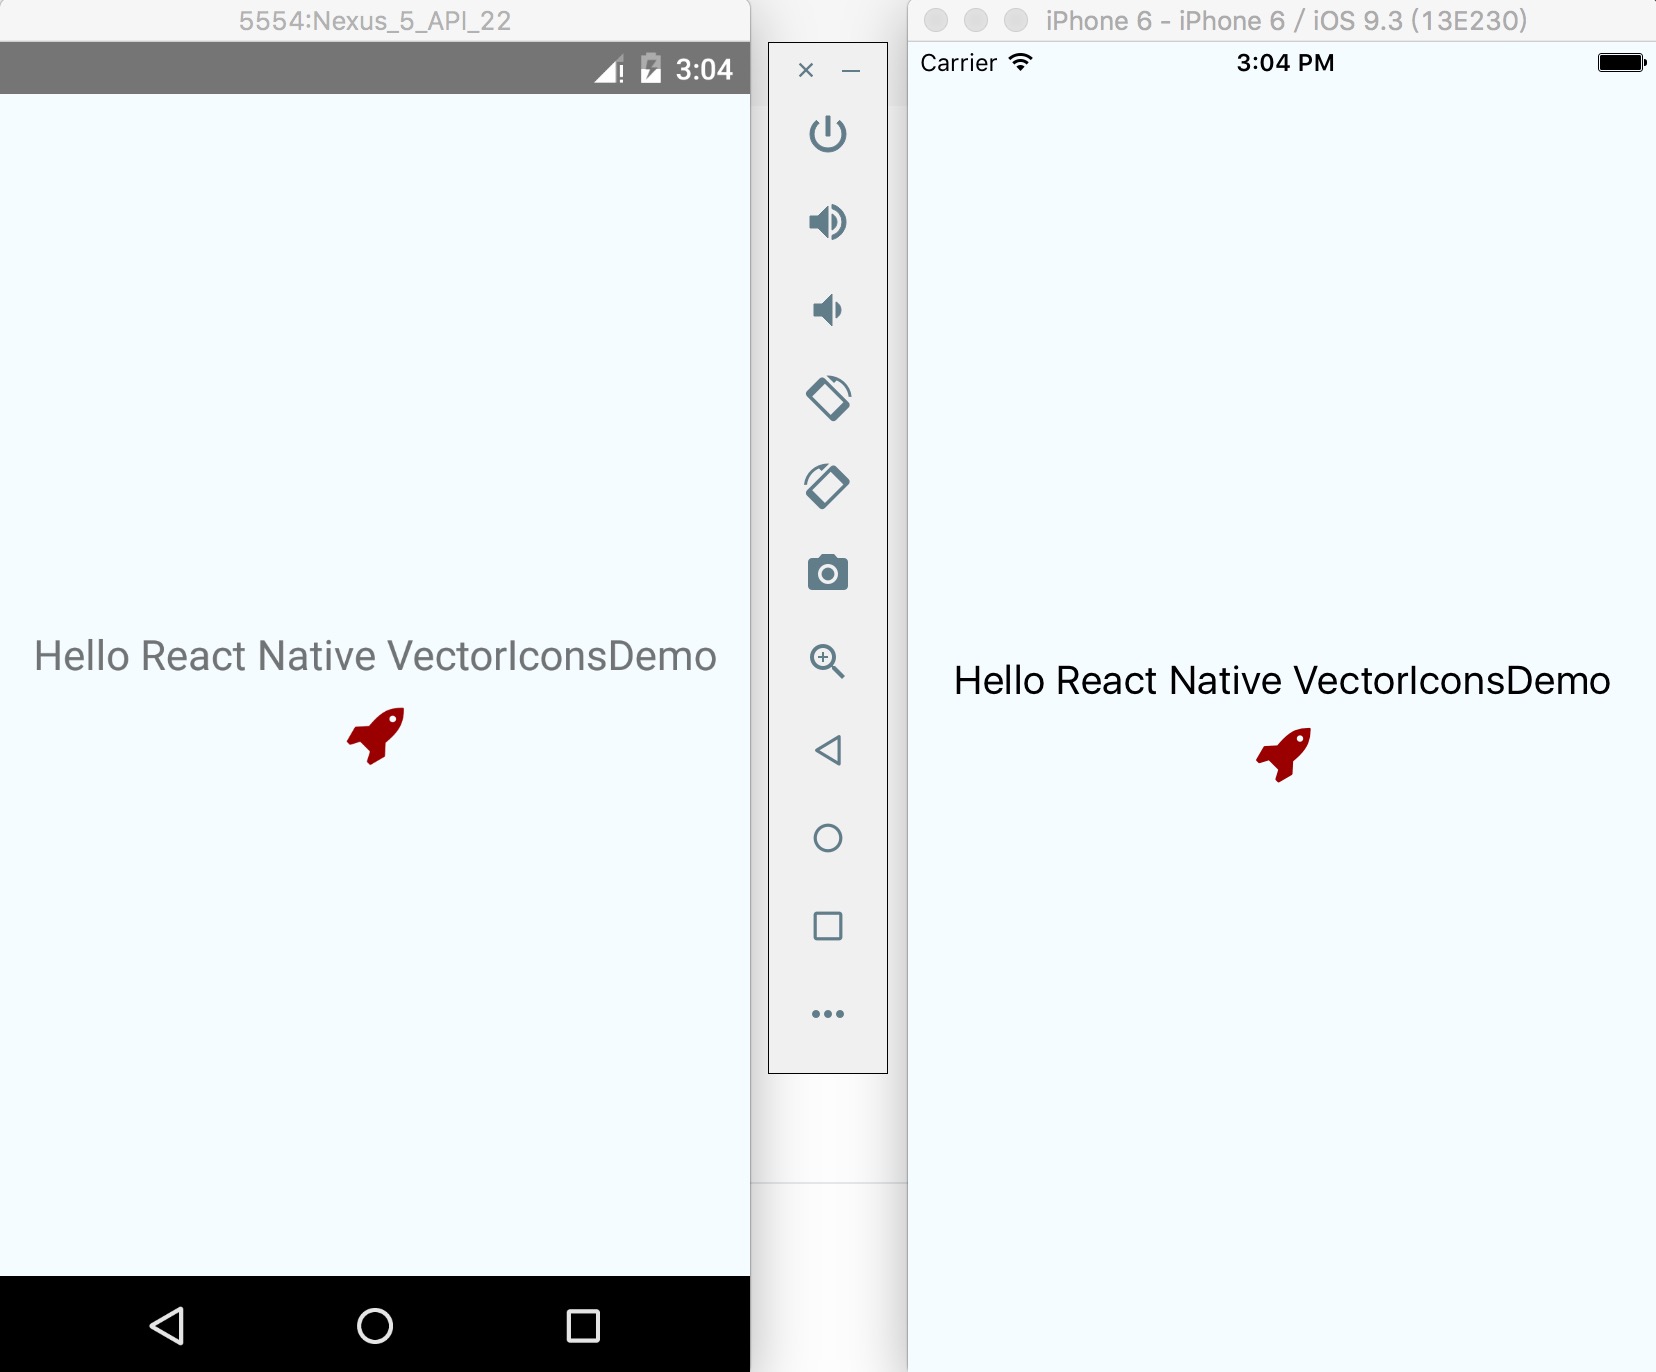 5554:Nexus_5_API_22
3:04
Hello React Native VectorIconsDemo
iPhone 6 - iPhone 6 / iOS 9.3 (13E230)
Carrier 3:04 PM
Hello React Native VectorIconsDemo